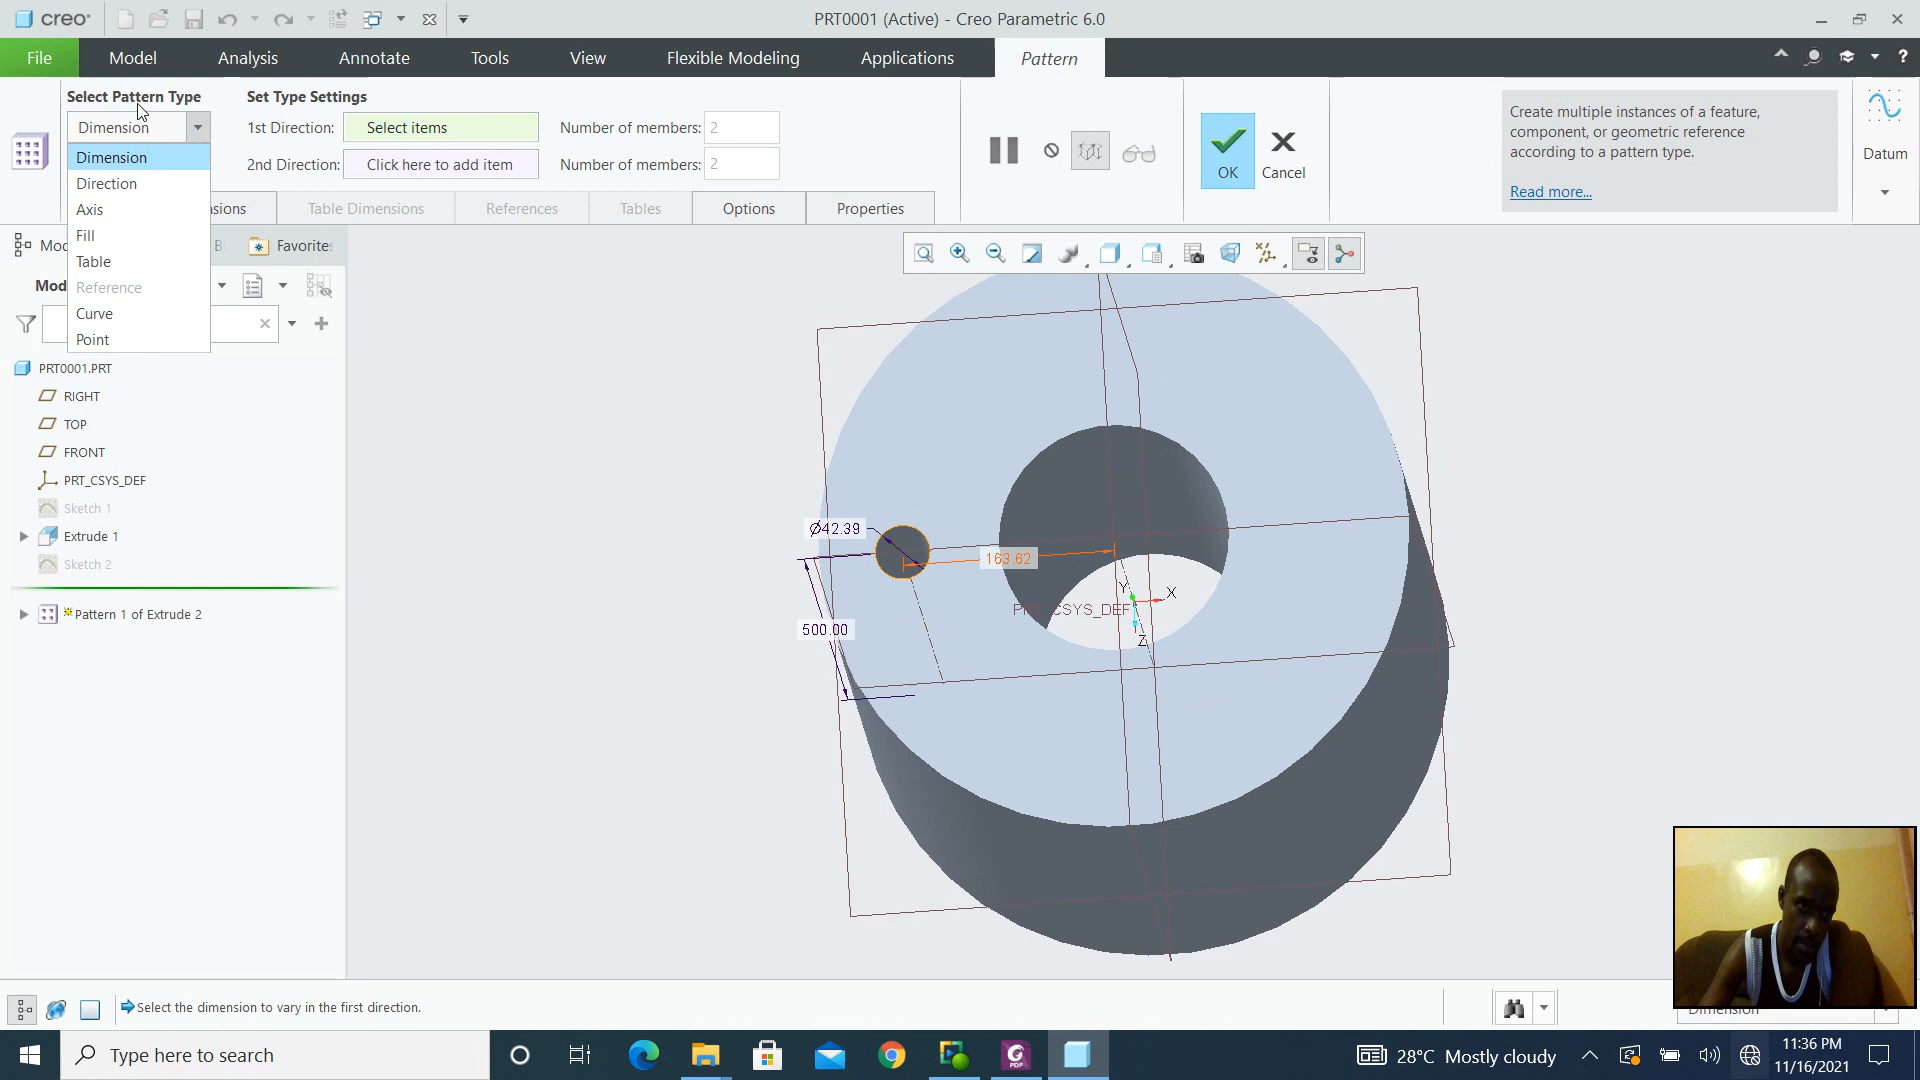 creo
PRT0001 (Active) - Creo Parametric 6.0
File Model Analysis Annotate Tools View Flexible Modeling Applications Pattern
Select Pattern Type
Set Type Settings
Dimension
1st Direction: Select items Number of members: 2
2nd Direction: Click here to add item Number of members: 2
Dimension
Direction
Axis
Fill
Table
Reference
Curve
Point
sions Table Dimensions References Tables Options Properties
OK Cancel
Create multiple instances of a feature,
component, or geometric reference
according to a pattern type.
Read more...
Datum
Mod B Favorite
Mod
PRT0001.PRT
RIGHT
TOP
FRONT
PRT_CSYS_DEF
Sketch 1
Extrude 1
Sketch 2
Pattern 1 of Extrude 2
Ø42.39
163.62
500.00
PRT_CSYS_DEF
Y X
Z
Select the dimension to vary in the first direction.
Dimension
Type here to search
PDF
28°C Mostly cloudy
11:36 PM
11/16/2021